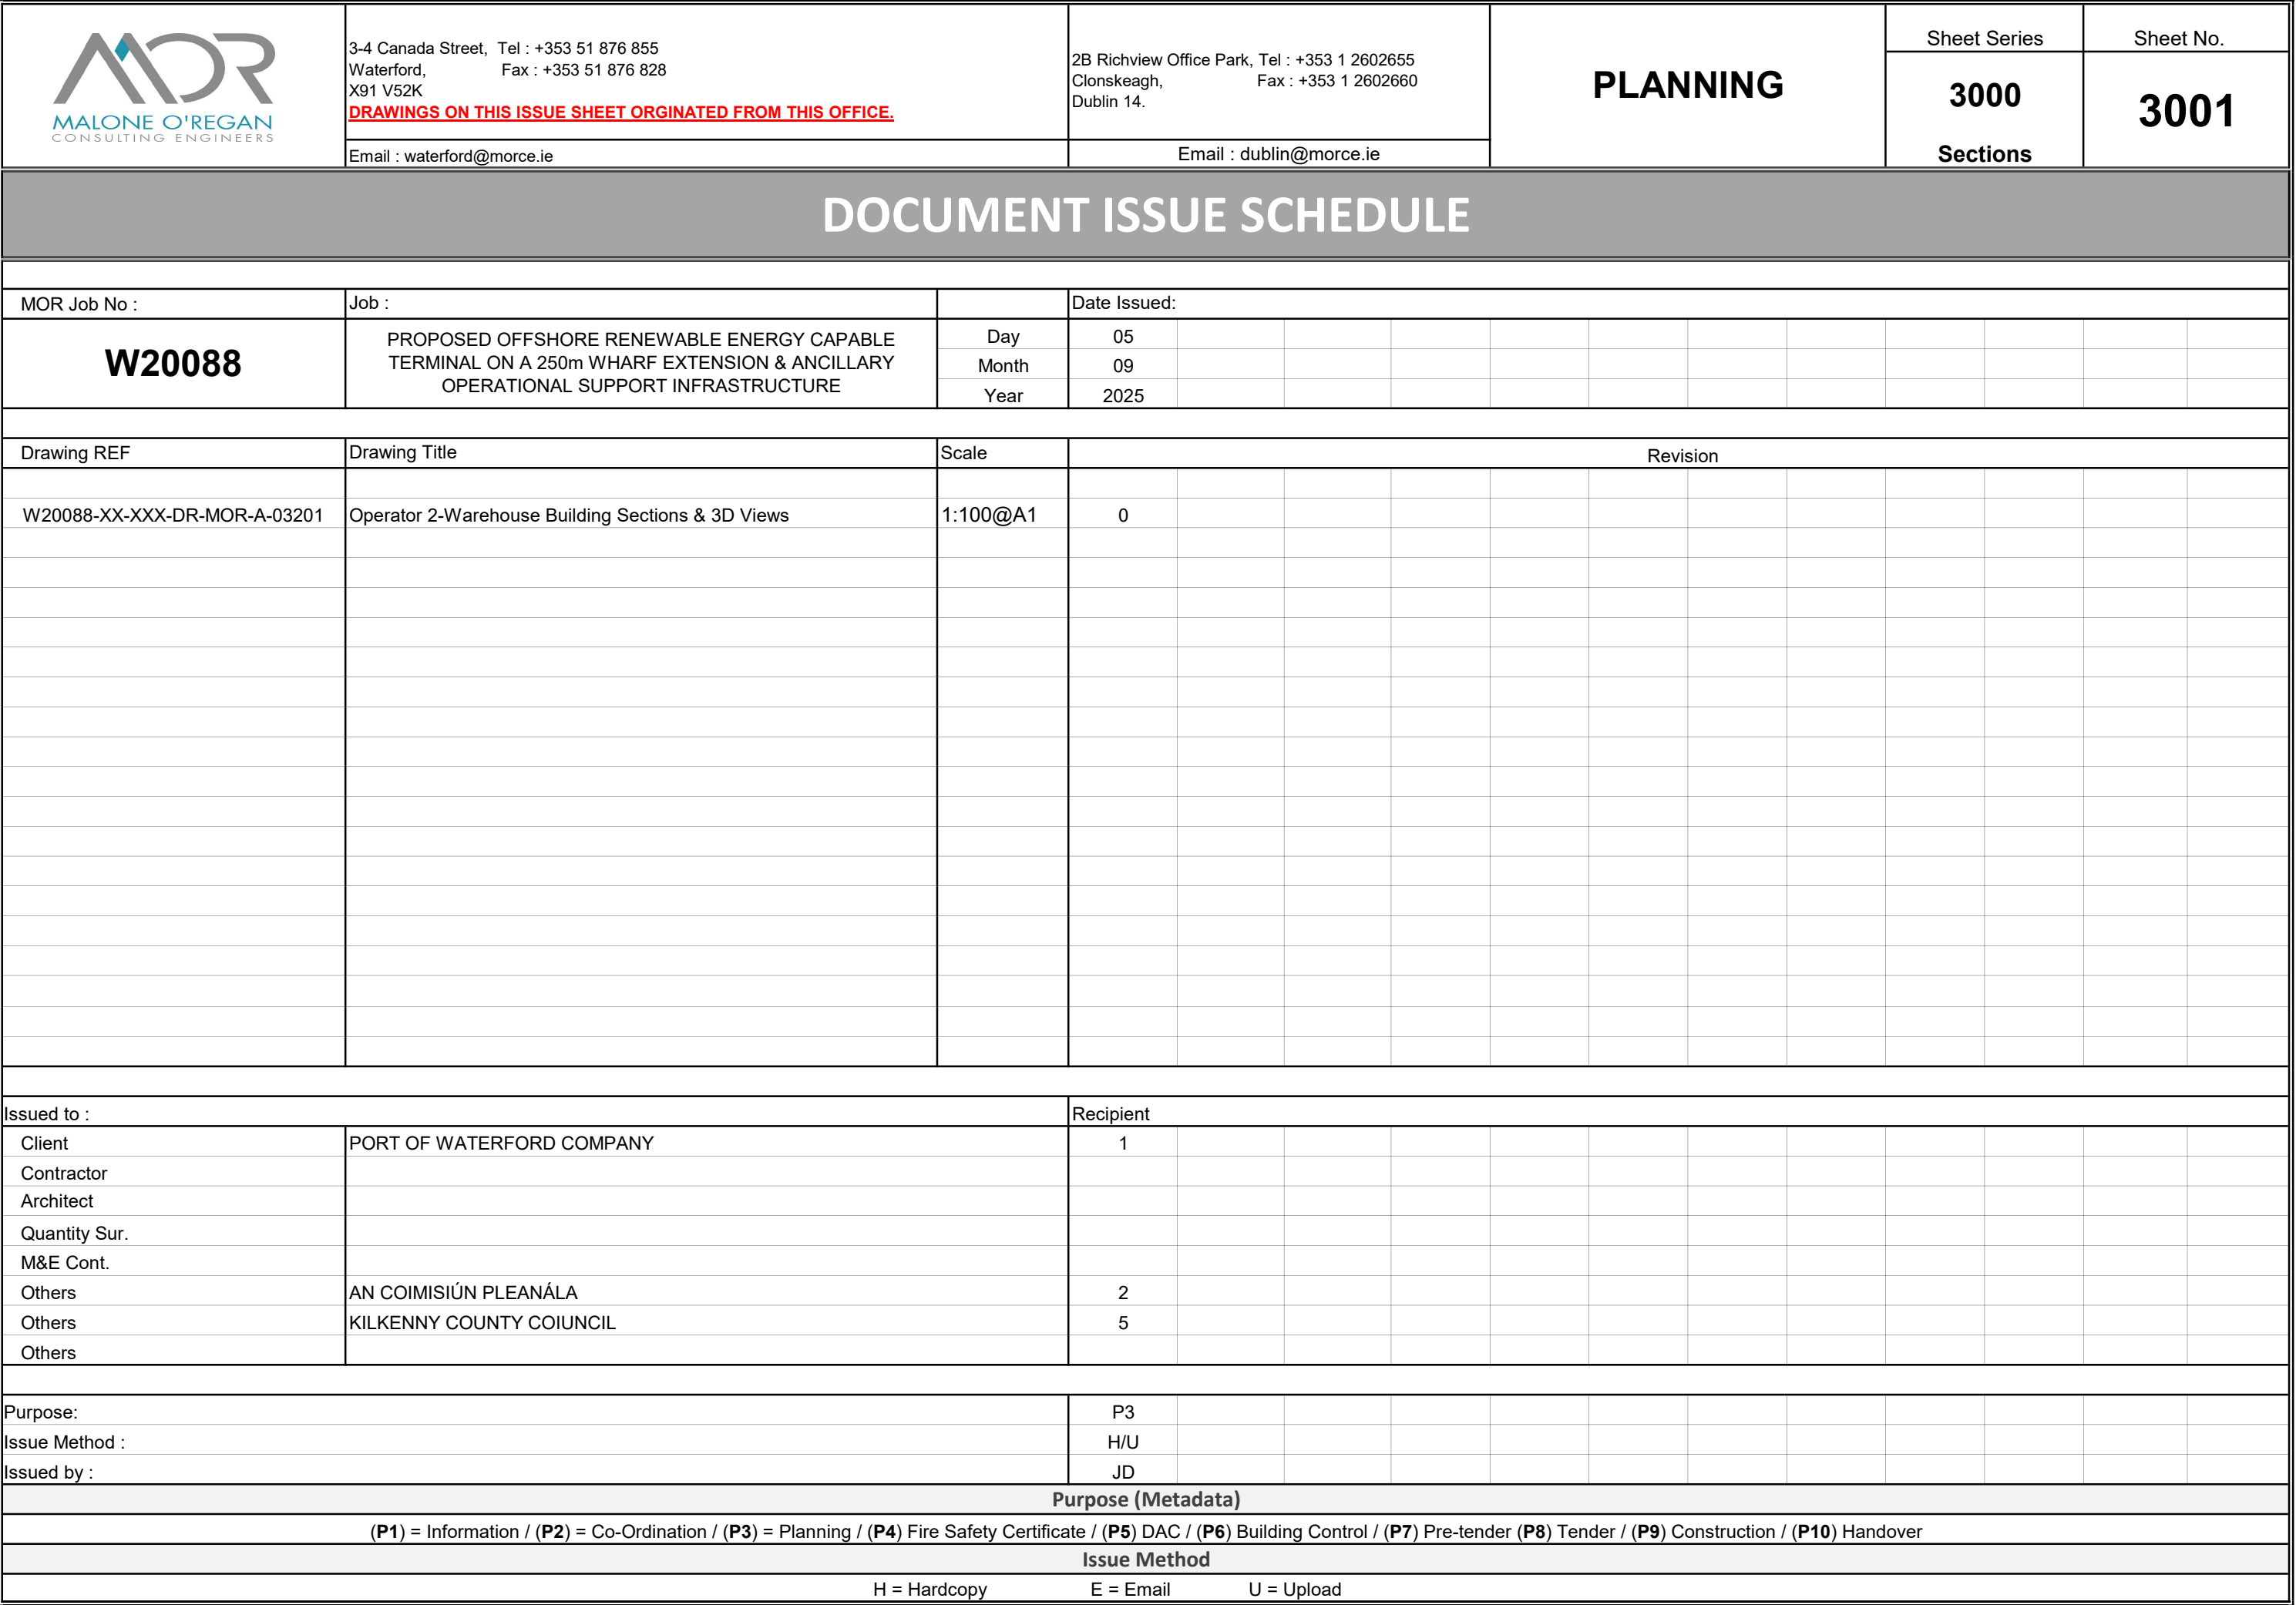 MOR
MALONE O'REGAN
CONSULTING ENGINEERS
3-4 Canada Street, Tel : +353 51 876 855
Waterford, Fax : +353 51 876 828
X91 V52K
DRAWINGS ON THIS ISSUE SHEET ORGINATED FROM THIS OFFICE.
Email : waterford@morce.ie
2B Richview Office Park, Tel : +353 1 2602655
Clonskeagh, Fax : +353 1 2602660
Dublin 14.
Email : dublin@morce.ie
PLANNING
Sheet Series
3000
Sections
Sheet No.
3001
DOCUMENT ISSUE SCHEDULE
MOR Job No :
W20088
Job :
PROPOSED OFFSHORE RENEWABLE ENERGY CAPABLE
TERMINAL ON A 250m WHARF EXTENSION & ANCILLARY
OPERATIONAL SUPPORT INFRASTRUCTURE
Date Issued:
Day 05
Month 09
Year 2025
Drawing REF Drawing Title Scale Revision
W20088-XX-XXX-DR-MOR-A-03201 Operator 2-Warehouse Building Sections & 3D Views 1:100@A1 0
Issued to : Recipient
Client PORT OF WATERFORD COMPANY 1
Contractor
Architect
Quantity Sur.
M&E Cont.
Others AN COIMISIÚN PLEANÁLA 2
Others KILKENNY COUNTY COIUNCIL 5
Others
Purpose: P3
Issue Method : H/U
Issued by : JD
Purpose (Metadata)
(P1) = Information / (P2) = Co-Ordination / (P3) = Planning / (P4) Fire Safety Certificate / (P5) DAC / (P6) Building Control / (P7) Pre-tender (P8) Tender / (P9) Construction / (P10) Handover
Issue Method
H = Hardcopy E = Email U = Upload